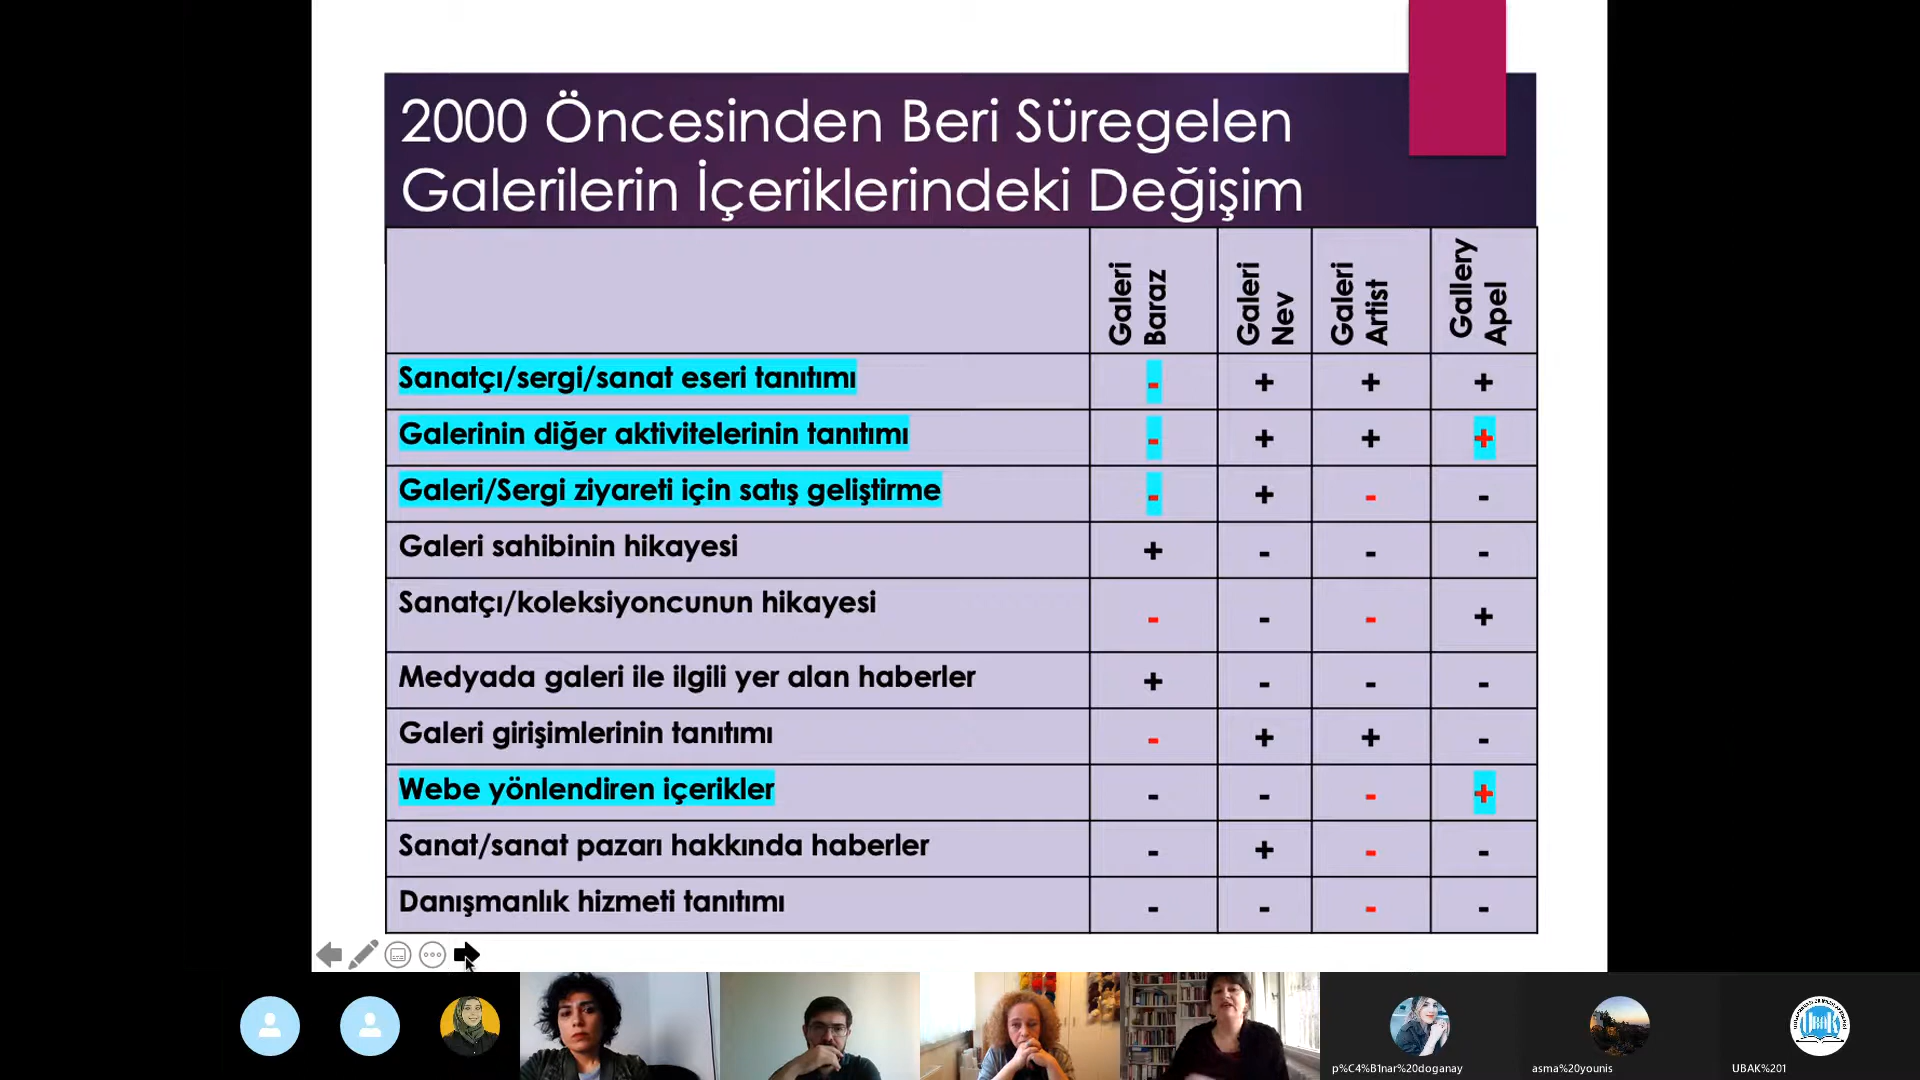 2000 Öncesinden Beri Süregelen
Galerilerin İçeriklerindeki Değişim
Galeri Baraz
Galeri Nev
Galeri Artist
Gallery Apel
Sanatçı/sergi/sanat eseri tanıtımı - + + +
Galerinin diğer aktivitelerinin tanıtımı - + + +
Galeri/Sergi ziyareti için satış geliştirme - + - -
Galeri sahibinin hikayesi + - - -
Sanatçı/koleksiyoncunun hikayesi - - - +
Medyada galeri ile ilgili yer alan haberler + - - -
Galeri girişimlerinin tanıtımı - + + -
Webe yönlendiren içerikler - - - +
Sanat/sanat pazarı hakkında haberler - + - -
Danışmanlık hizmeti tanıtımı - - - -
UBAK
p%C4%B1nar%20doganay
asma%20younis
UBAK%201